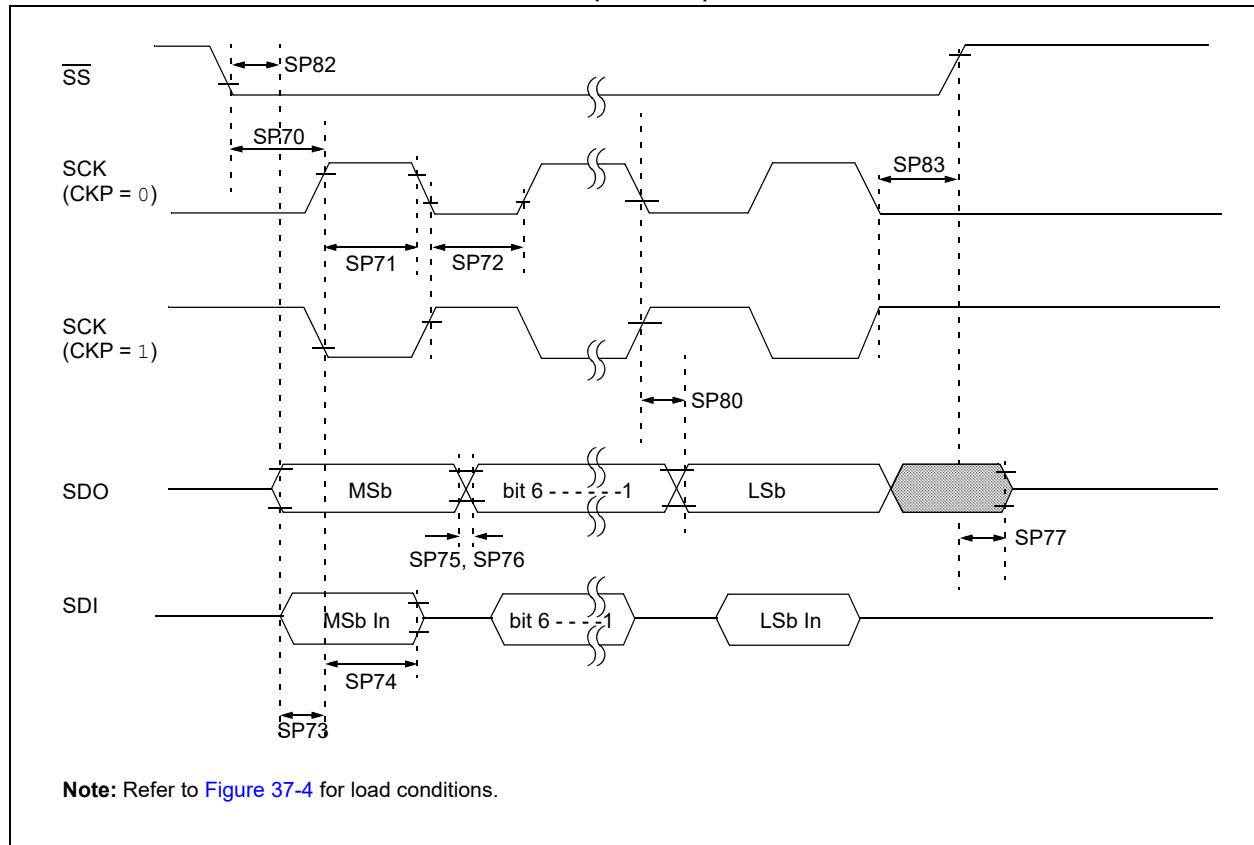 SS
SP82
SP70
SCK
(CKP = 0)
SP83
SP71
SP72
SCK
(CKP = 1)
SP80
SDO
MSb
bit 6 - - - - - - -1
LSb
SP77
SP75, SP76
SDI
MSb In
bit 6 - - - -1
LSb In
SP74
SP73
Note: Refer to Figure 37-4 for load conditions.